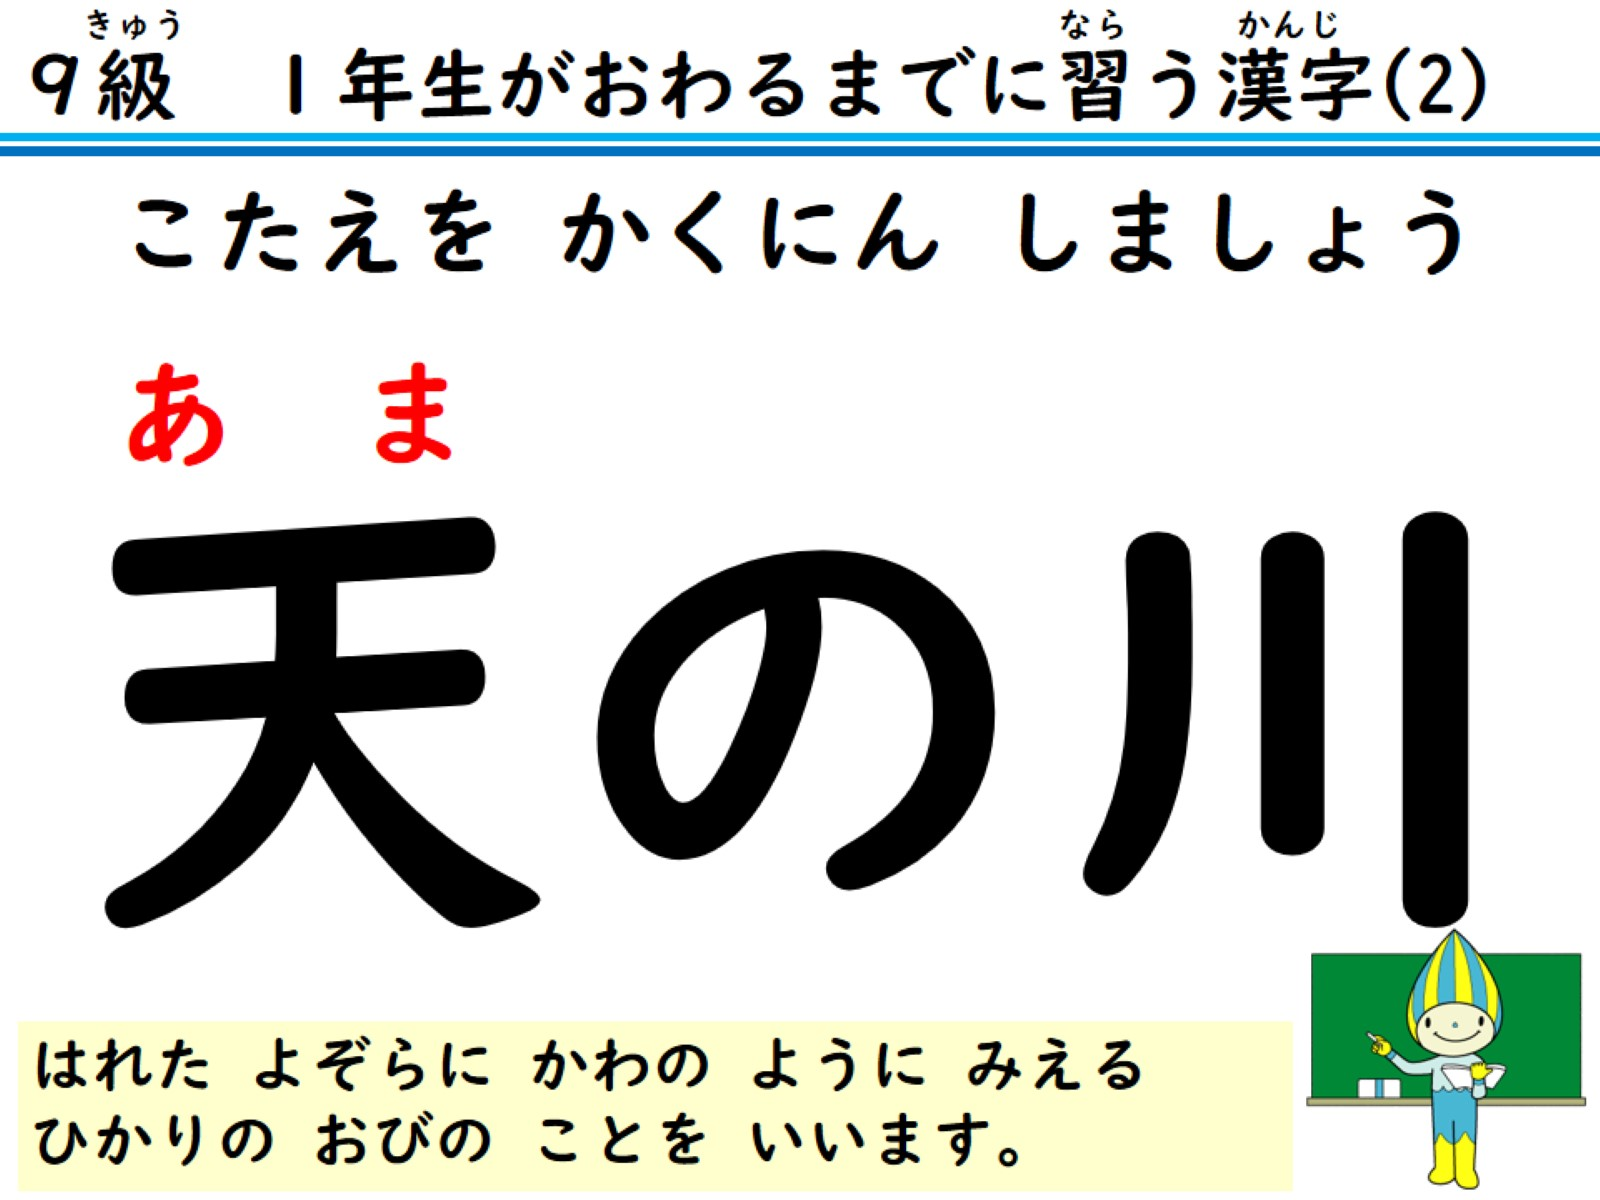 きゅう なら かんじ
９級 １年生がおわるまでに習う漢字(2)
こたえを かくにん しましょう
あま
天の川
はれた よぞらに かわの ように みえる
ひかりの おびの ことを いいます。